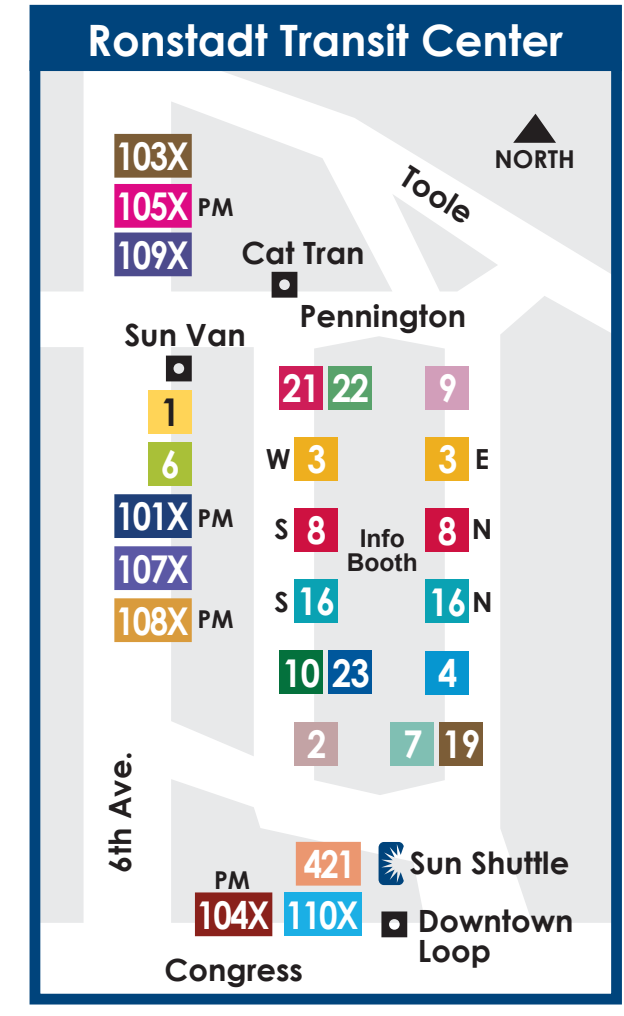 Ronstadt Transit Center
NORTH
Toole
103X
105X PM
109X
Cat Tran
Pennington
Sun Van
1
6
101X PM
107X
108X PM
21 22
9
W 3
3 E
S 8
8 N
Info
Booth
S 16
16 N
10 23
4
2
7 19
6th Ave.
421
Sun Shuttle
PM
104X
110X
Downtown
Loop
Congress